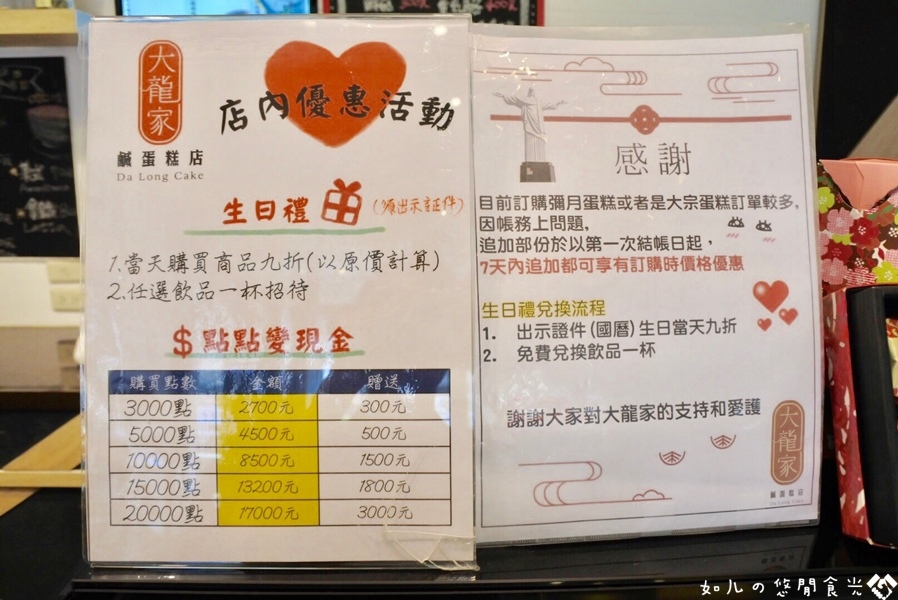 大龍家
鹹蛋糕店
Da Long Cake
店內優惠活動
生日禮(須出示証件)
1.當天購買商品九折(以原價計算)
2.任選飲品一杯招待
$點點變現金
購買點數 金額 贈送
3000點 2700元 300元
5000點 4500元 500元
10000點 8500元 1500元
15000點 13200元 1800元
20000點 17000元 3000元
感謝
目前訂購彌月蛋糕或者是大宗蛋糕訂單較多,
因帳務上問題,
追加部份於以第一次結帳日起,
7天內追加都可享有訂購時價格優惠
生日禮兌換流程
1. 出示證件(國曆)生日當天九折
2. 免費兌換飲品一杯
謝謝大家對大龍家的支持和愛護
大龍家
鹹蛋糕店
Da Long Cake
如儿の悠閒食光